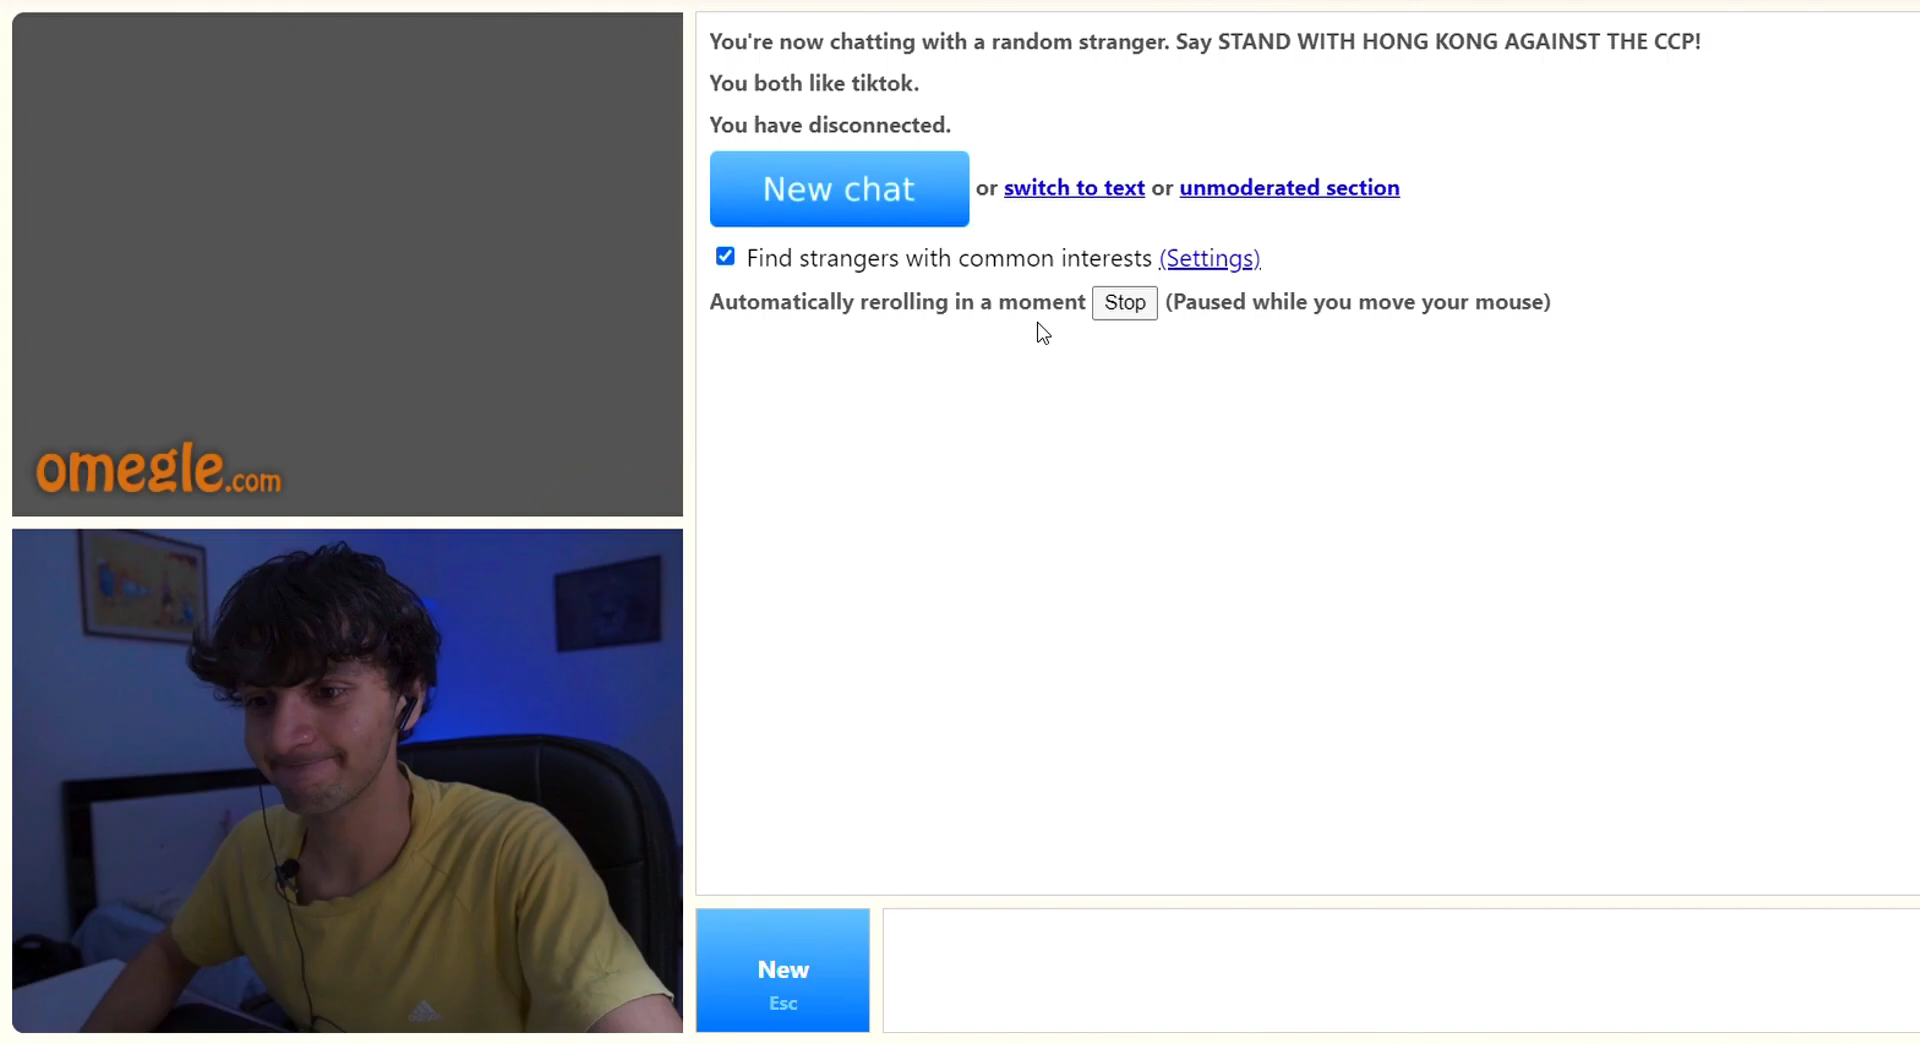 You're now chatting with a random stranger. Say STAND WITH HONG KONG AGAINST THE CCP!
You both like tiktok.
You have disconnected.
New chat or switch to text or unmoderated section
Find strangers with common interests (Settings)
Automatically rerolling in a moment Stop (Paused while you move your mouse)
omegle.com
New
Esc